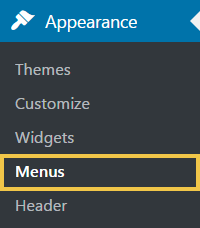 Appearance
Themes
Customize
Widgets
Menus
Header